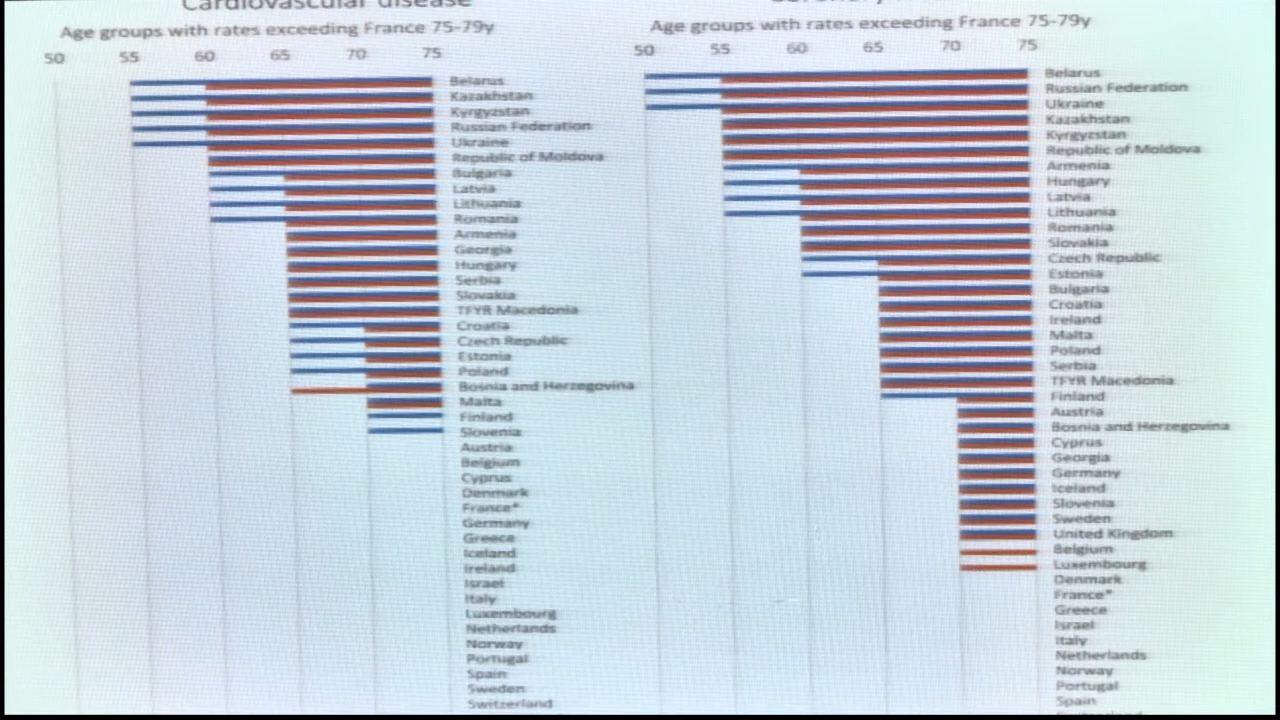 Cardiovascular disease
Age groups with rates exceeding France 75-79y
50 55 60 65 70 75
Belarus
Kazakhstan
Kyrgyzstan
Russian Federation
Ukraine
Republic of Moldova
Bulgaria
Latvia
Lithuania
Romania
Armenia
Georgia
Hungary
Serbia
Slovakia
TFYR Macedonia
Croatia
Czech Republic
Estonia
Poland
Bosnia and Herzegovina
Malta
Finland
Slovenia
Austria
Belgium
Cyprus
Denmark
France*
Germany
Greece
Iceland
Ireland
Israel
Italy
Luxembourg
Netherlands
Norway
Portugal
Spain
Sweden
Switzerland
Age groups with rates exceeding France 75-79y
50 55 60 65 70 75
Belarus
Russian Federation
Ukraine
Kazakhstan
Kyrgyzstan
Republic of Moldova
Armenia
Hungary
Latvia
Lithuania
Romania
Slovakia
Czech Republic
Estonia
Bulgaria
Croatia
Ireland
Malta
Poland
Serbia
TFYR Macedonia
Finland
Austria
Bosnia and Herzegovina
Cyprus
Georgia
Germany
Iceland
Slovenia
Sweden
United Kingdom
Belgium
Luxembourg
Denmark
France*
Greece
Israel
Italy
Netherlands
Norway
Portugal
Spain